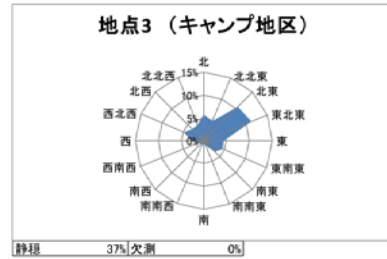 地点3 （キャンプ地区）
北
北北西
15%
北北東
北西
10%
北東
西北西
5%
東北東
西
0%
東
西南西
東南東
南西
南東
南南西
南南東
南
静穏 37% 欠測 0%